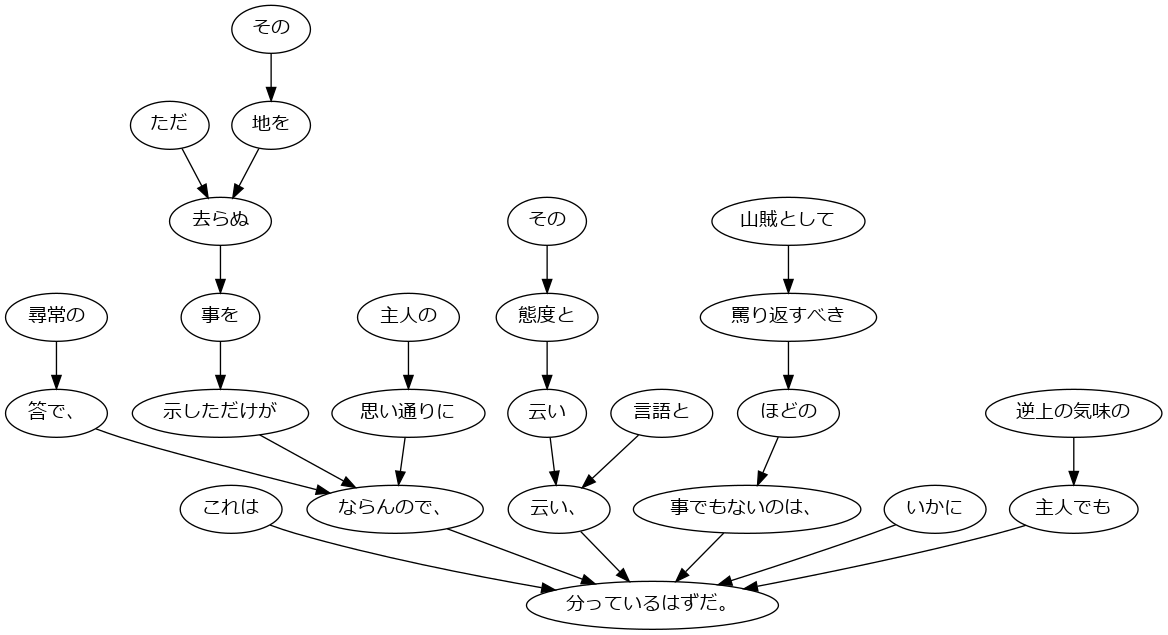 その
ただ
地を
去らぬ
その
山賊として
尋常の
事を
主人の
態度と
罵り返すべき
答で、
示しただけが
思い通りに
云い
言語と
ほどの
逆上の気味の
これは
ならんので、
云い、
事でもないのは、
いかに
主人でも
分っているはずだ。